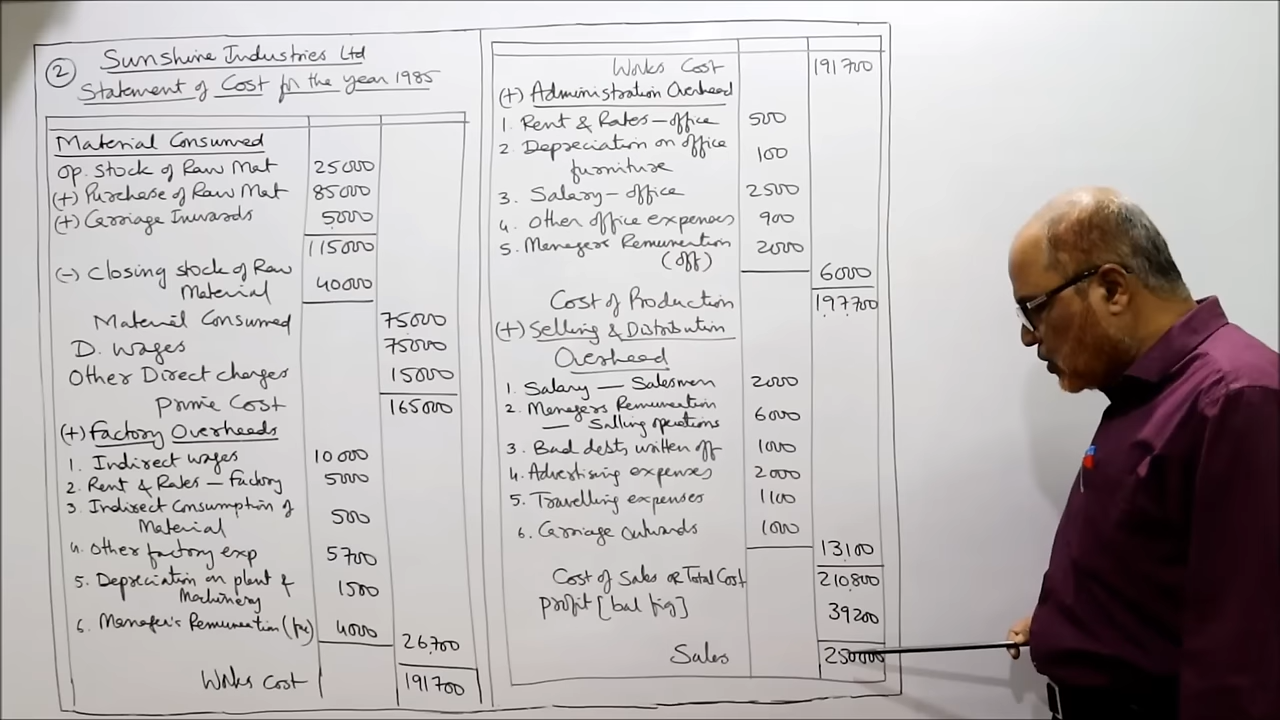 2
Sunshine Industries Ltd
Statement of Cost for the year 1985
Material Consumed
Op. Stock of Raw Mat 25000
(+) Purchase of Raw Mat 85000
(+) Carriage Inwards 5000
115000
(-) Closing stock of Raw
Material 40000
Material Consumed 75000
D. Wages 75000
Other Direct charges 15000
Prime Cost 165000
(+) Factory Overheads
1. Indirect wages 10000
2. Rent & Rates - Factory 5000
3. Indirect Consumption of
Material 500
4. Other factory exp 5700
5. Depreciation on plant &
Machinery 1500
6. Manager's Remuneration (fac) 4000
26,700
Works Cost 191700
Works Cost 191700
(+) Administration Overhead
1. Rent & Rates - office 500
2 Depreciation on office
furniture 100
3. Salary - office 2500
4. Other office expenses 900
5. Managers Remuneration
(off) 2000
6000
Cost of Production 197700
(+) Selling & Distribution
Overhead
1. Salary — Salesmen 2000
2. Managers Remuneration
— Selling operations 6000
3. Bad debts written off 1000
4. Advertising expenses 2000
5. Travelling expenses 1100
6. Carriage outwards 1000
13100
Cost of Sales or Total Cost 210800
Profit [bal fig] 39200
Sales 250000